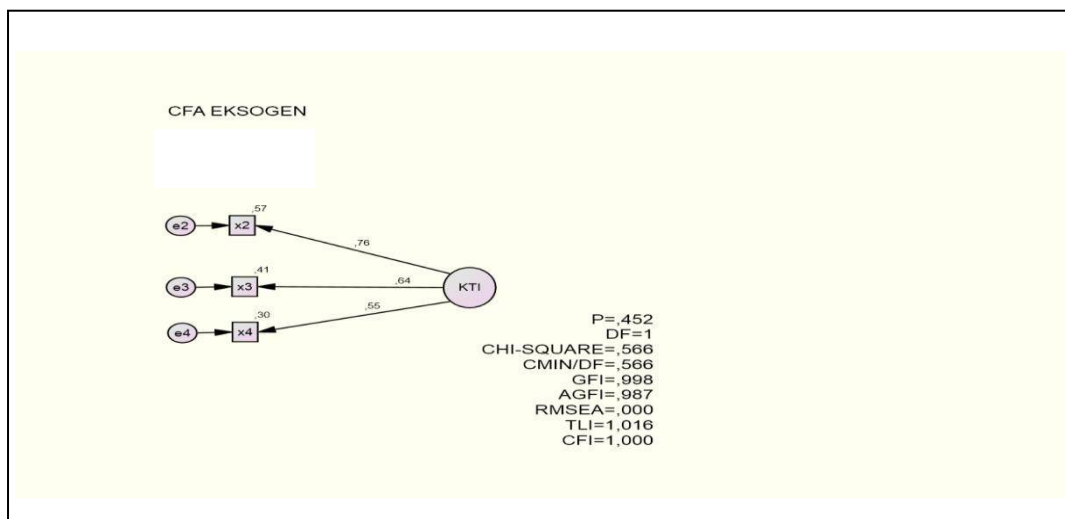 CFA EKSOGEN
,57
e2 x2
,76
,41
e3 x3 ,64 KTI
,55
,30
e4 x4
P=,452
DF=1
CHI-SQUARE=,566
CMIN/DF=,566
GFI=,998
AGFI=,987
RMSEA=,000
TLI=1,016
CFI=1,000